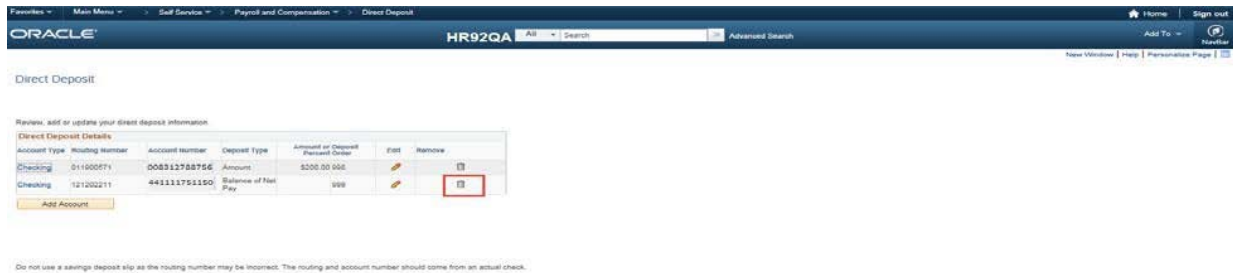 Favorites Main Menu > Self Service > Payroll and Compensation > Direct Deposit Home | Sign out
ORACLE HR92QA All Search Advanced Search Add To NavBar
New Window | Help | Personalize Page |
Direct Deposit
Review, add or update your direct deposit information.
Direct Deposit Details
Account Type Routing Number Account Number Deposit Type Amount or Deposit Percent Order Edit Remove
Checking 011900571 008312788756 Amount $200.00 998
Checking 121202211 441111751150 Balance of Net Pay 999
Add Account
Do not use a savings deposit slip as the routing number may be incorrect. The routing and account number should come from an actual check.